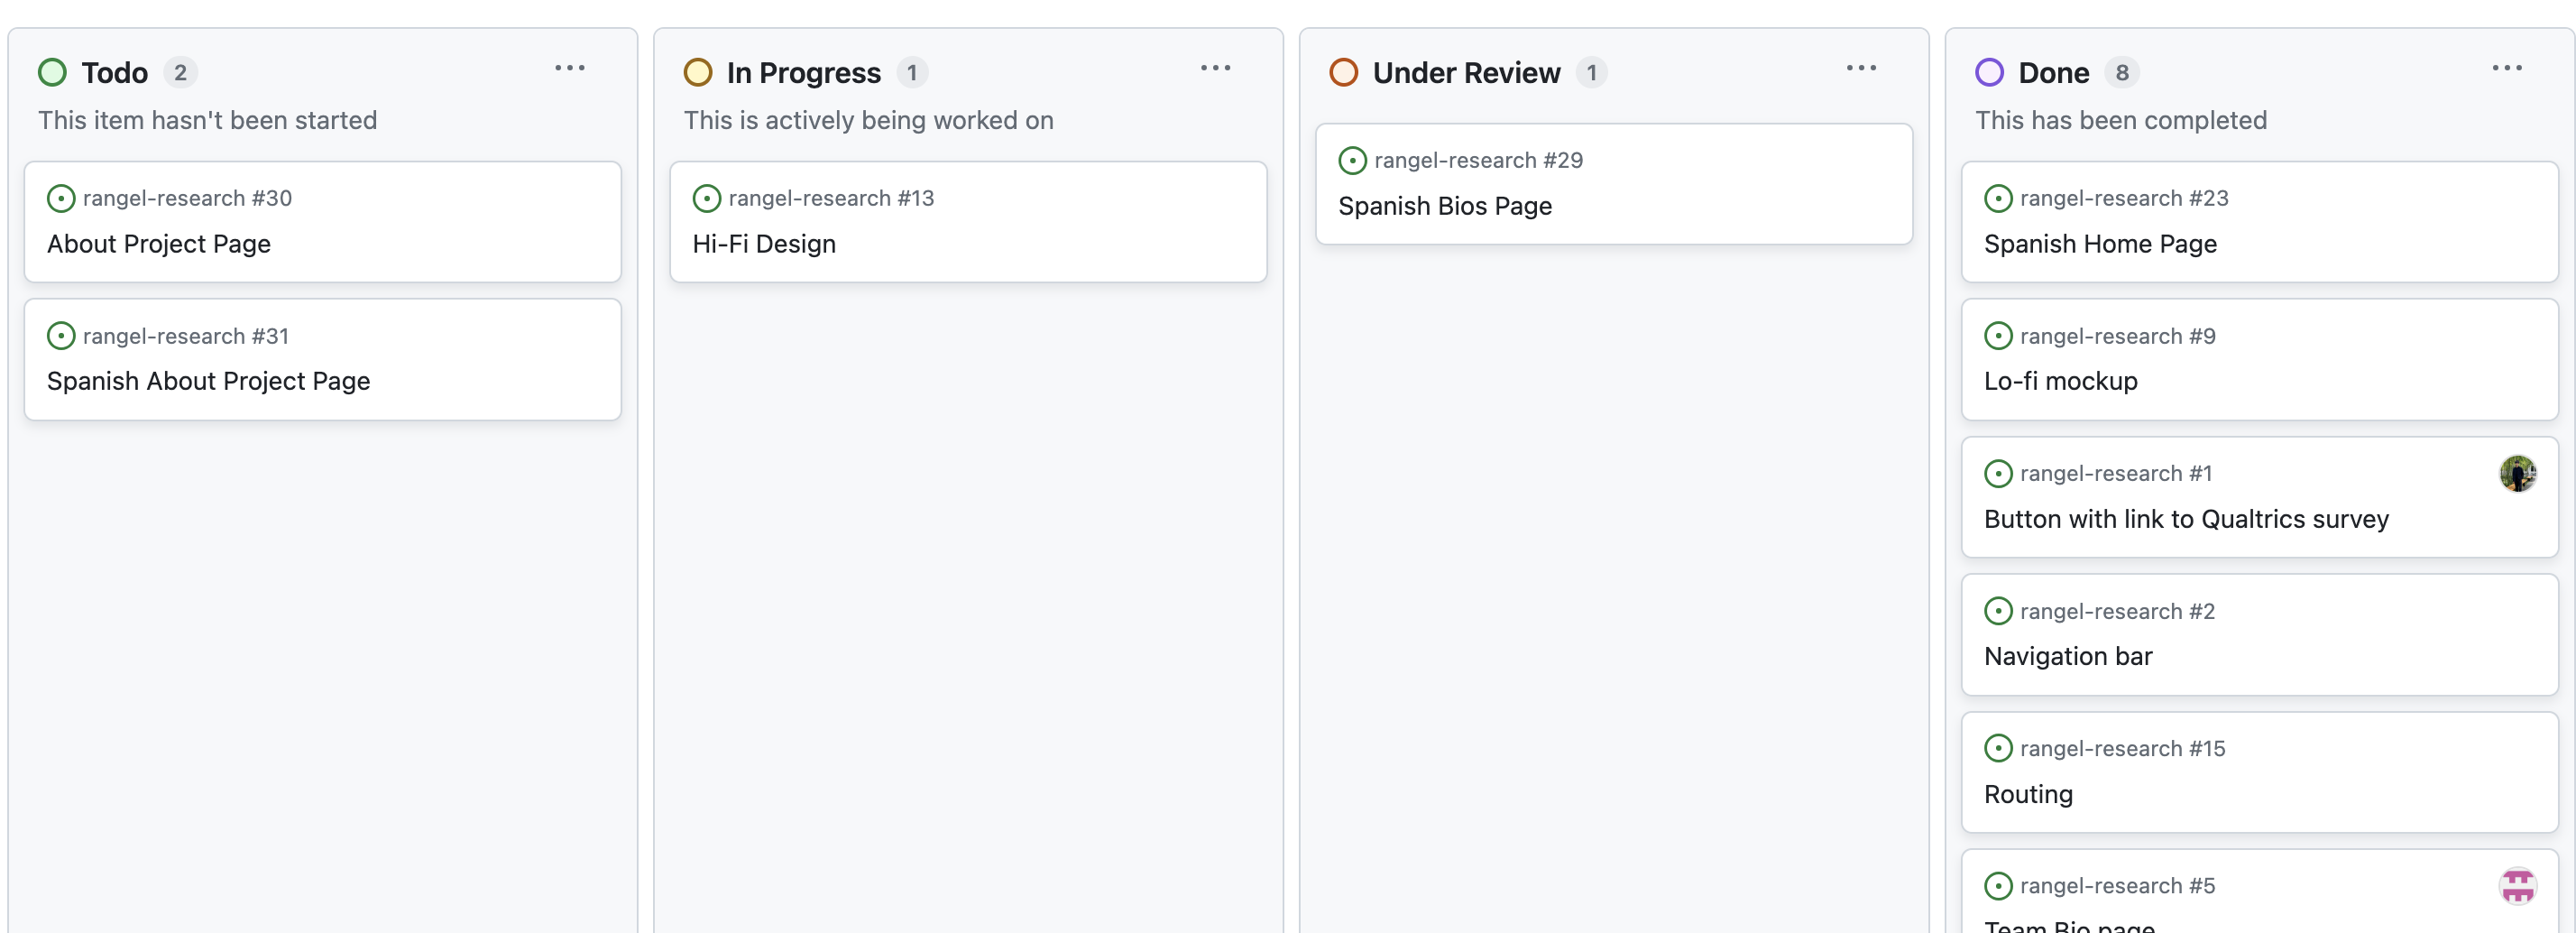 Todo 2
This item hasn't been started
rangel-research #30
About Project Page
rangel-research #31
Spanish About Project Page
In Progress 1
This is actively being worked on
rangel-research #13
Hi-Fi Design
Under Review 1
rangel-research #29
Spanish Bios Page
Done 8
This has been completed
rangel-research #23
Spanish Home Page
rangel-research #9
Lo-fi mockup
rangel-research #1
Button with link to Qualtrics survey
rangel-research #2
Navigation bar
rangel-research #15
Routing
rangel-research #5
Team Bio page